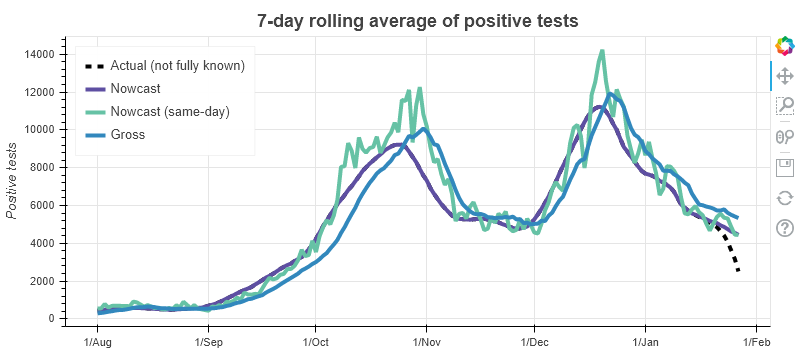 7-day rolling average of positive tests
Actual (not fully known)
Nowcast
Nowcast (same-day)
Gross
Positive tests
14000
12000
10000
8000
6000
4000
2000
0
1/Aug 1/Sep 1/Oct 1/Nov 1/Dec 1/Jan 1/Feb